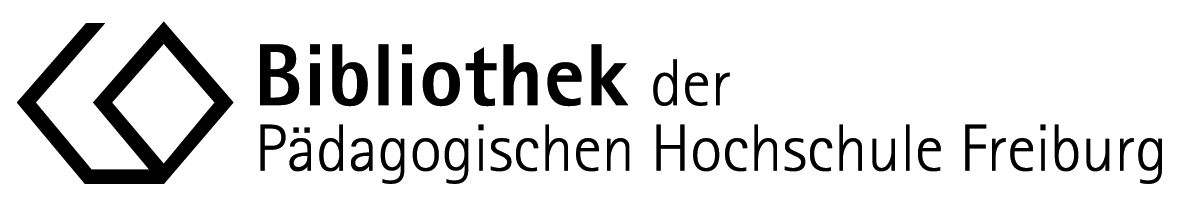 Bibliothek der
Pädagogischen Hochschule Freiburg